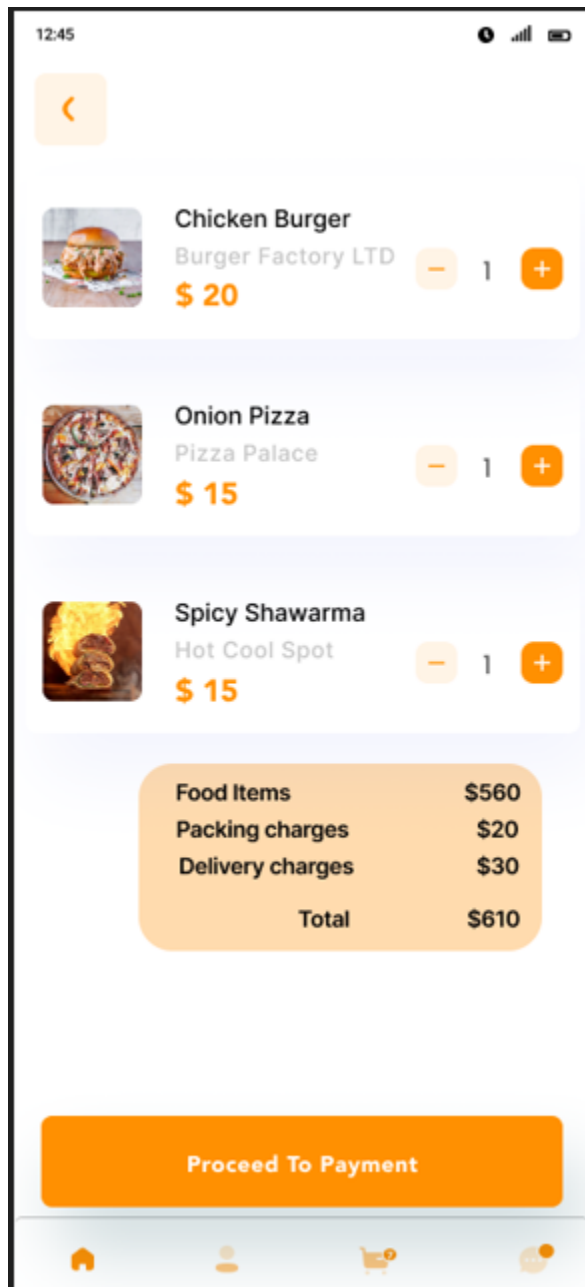 12:45
Chicken Burger
Burger Factory LTD
$ 20
− 1 +
Onion Pizza
Pizza Palace
$ 15
− 1 +
Spicy Shawarma
Hot Cool Spot
$ 15
− 1 +
Food Items $560
Packing charges $20
Delivery charges $30
Total $610
Proceed To Payment